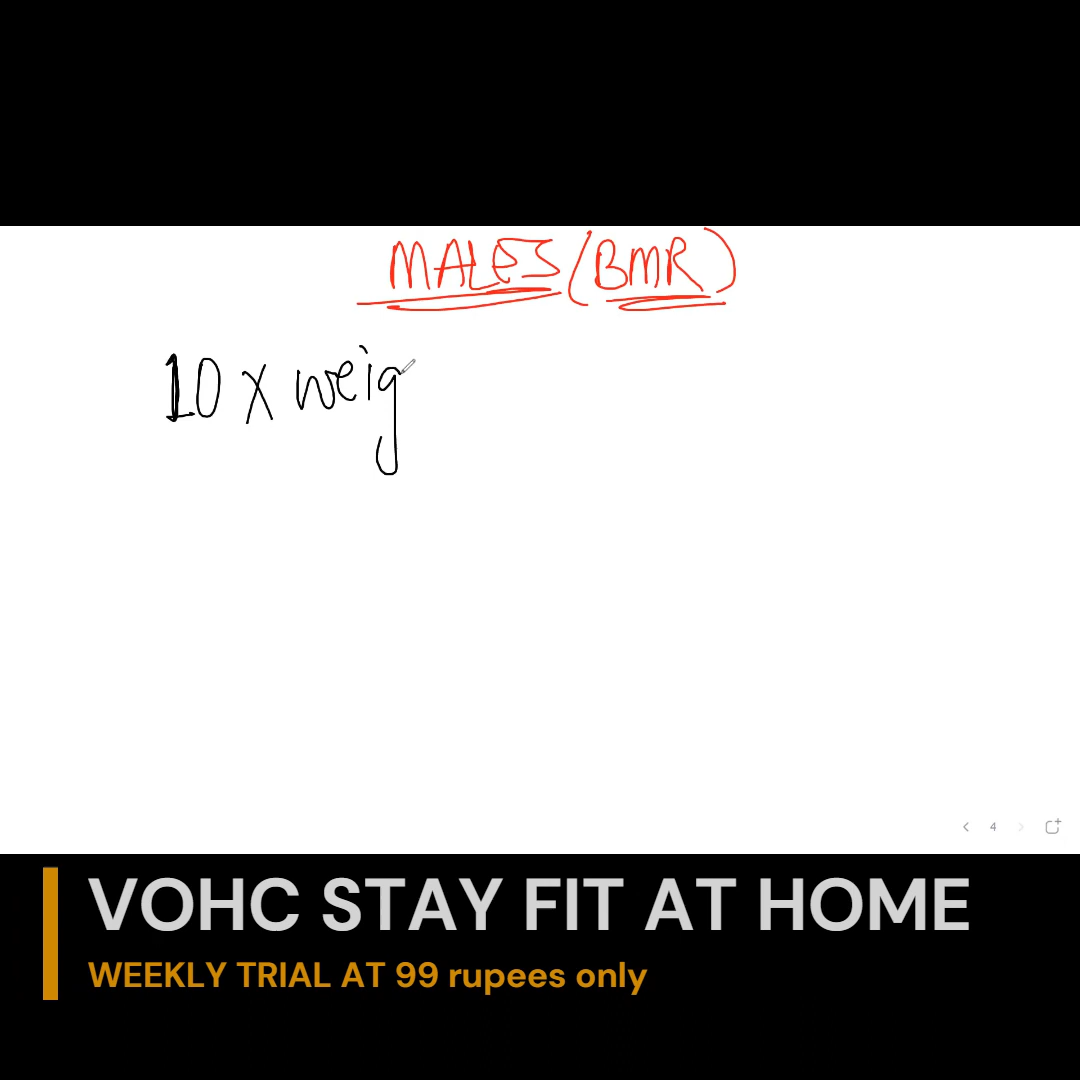 MALES (BMR)
10 x weig
4
VOHC STAY FIT AT HOME
WEEKLY TRIAL AT 99 rupees only